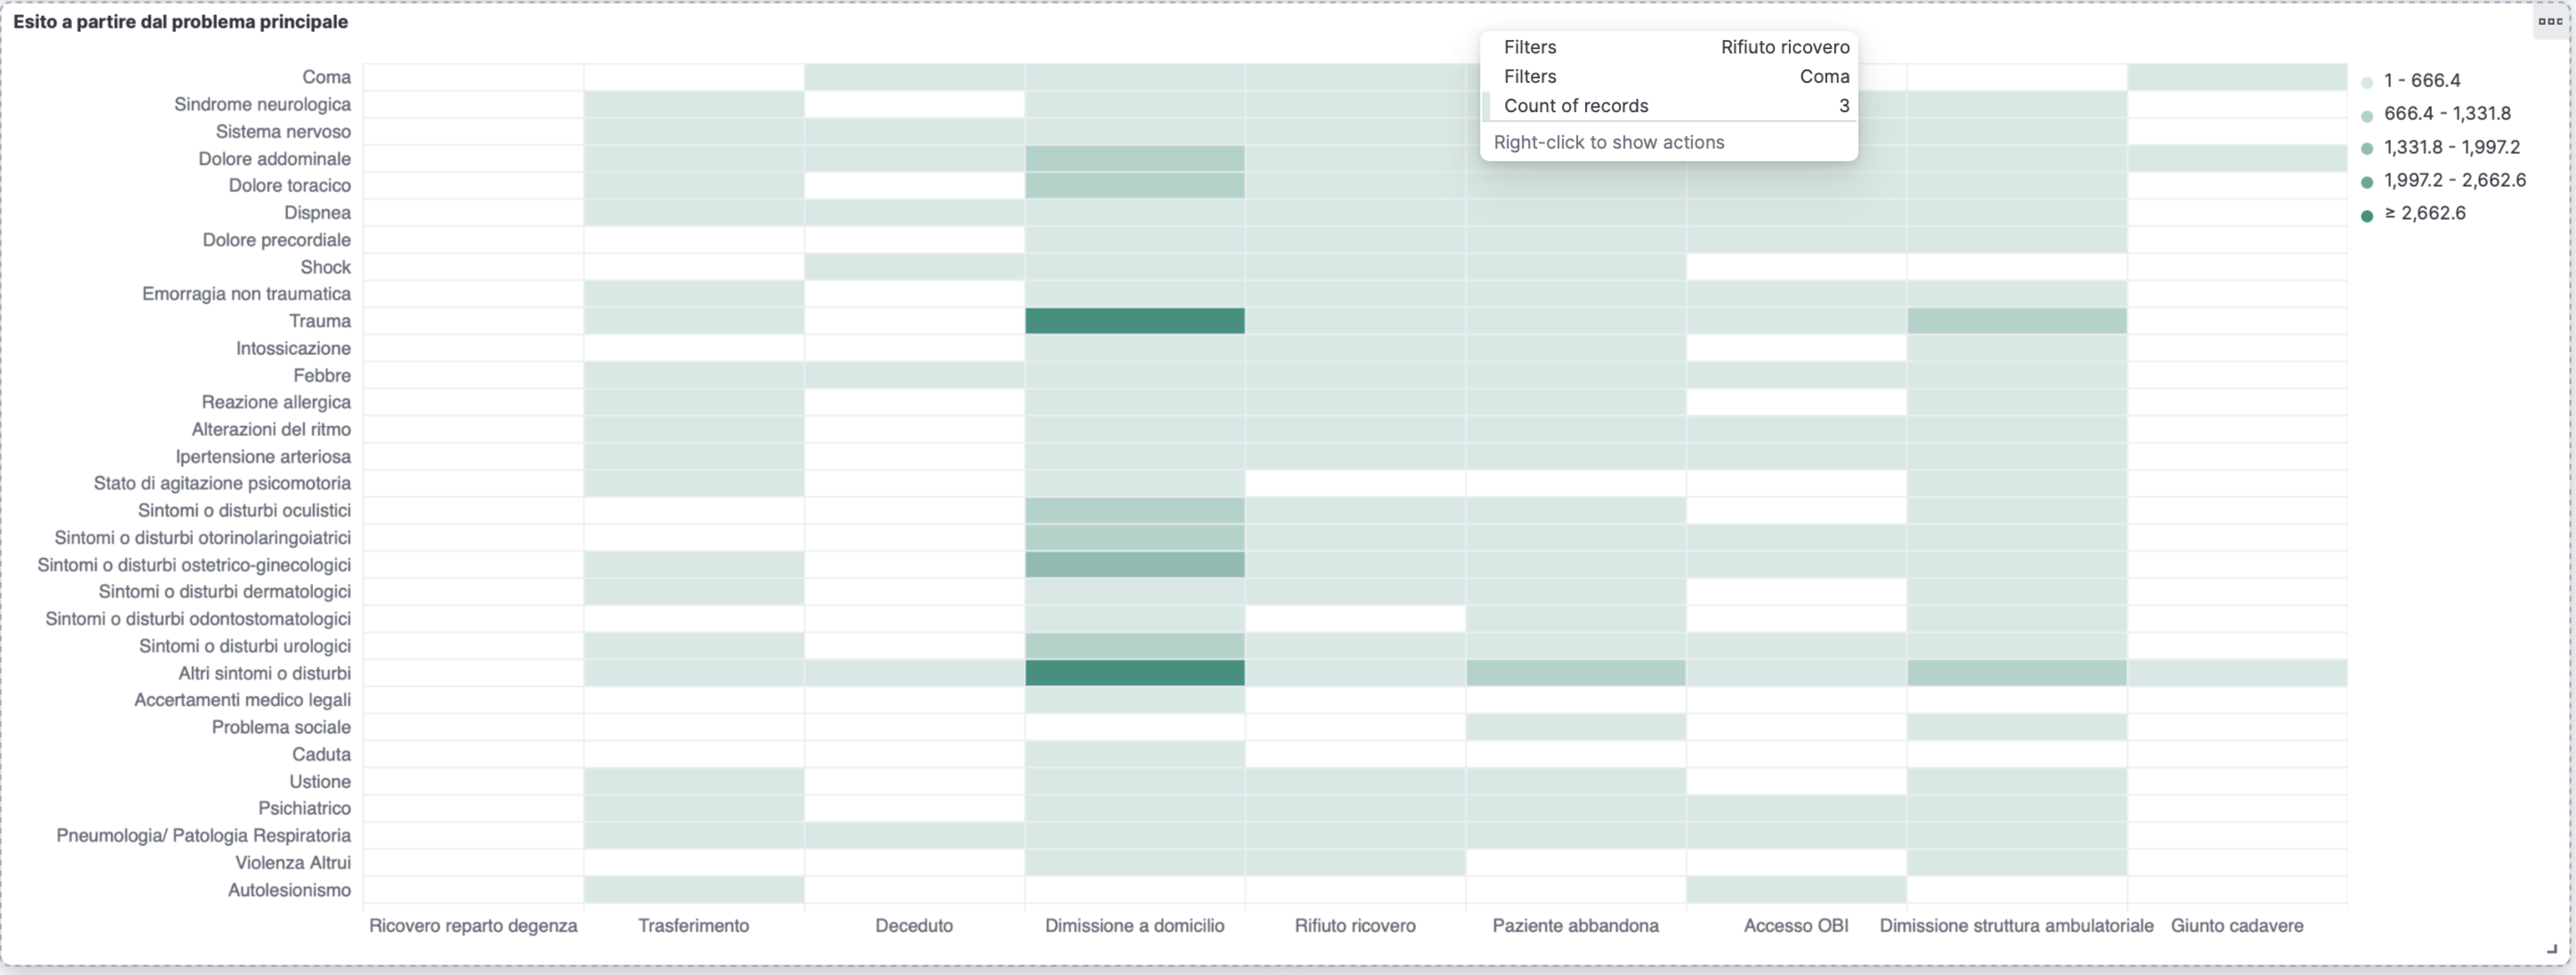 Esito a partire dal problema principale
Filters Rifiuto ricovero
Filters Coma
Count of records 3
Right-click to show actions
1 - 666.4
666.4 - 1,331.8
1,331.8 - 1,997.2
1,997.2 - 2,662.6
≥ 2,662.6
Coma
Sindrome neurologica
Sistema nervoso
Dolore addominale
Dolore toracico
Dispnea
Dolore precordiale
Shock
Emorragia non traumatica
Trauma
Intossicazione
Febbre
Reazione allergica
Alterazioni del ritmo
Ipertensione arteriosa
Stato di agitazione psicomotoria
Sintomi o disturbi oculistici
Sintomi o disturbi otorinolaringoiatrici
Sintomi o disturbi ostetrico-ginecologici
Sintomi o disturbi dermatologici
Sintomi o disturbi odontostomatologici
Sintomi o disturbi urologici
Altri sintomi o disturbi
Accertamenti medico legali
Problema sociale
Caduta
Ustione
Psichiatrico
Pneumologia/ Patologia Respiratoria
Violenza Altrui
Autolesionismo
Ricovero reparto degenza Trasferimento Deceduto Dimissione a domicilio Rifiuto ricovero Paziente abbandona Accesso OBI Dimissione struttura ambulatoriale Giunto cadavere